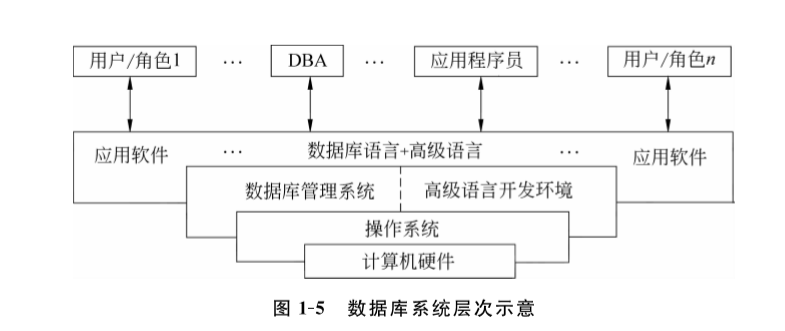 用户/角色1 … DBA … 应用程序员 … 用户/角色n
应用软件 … 数据库语言+高级语言 … 应用软件
数据库管理系统 高级语言开发环境
操作系统
计算机硬件
图 1-5 数据库系统层次示意